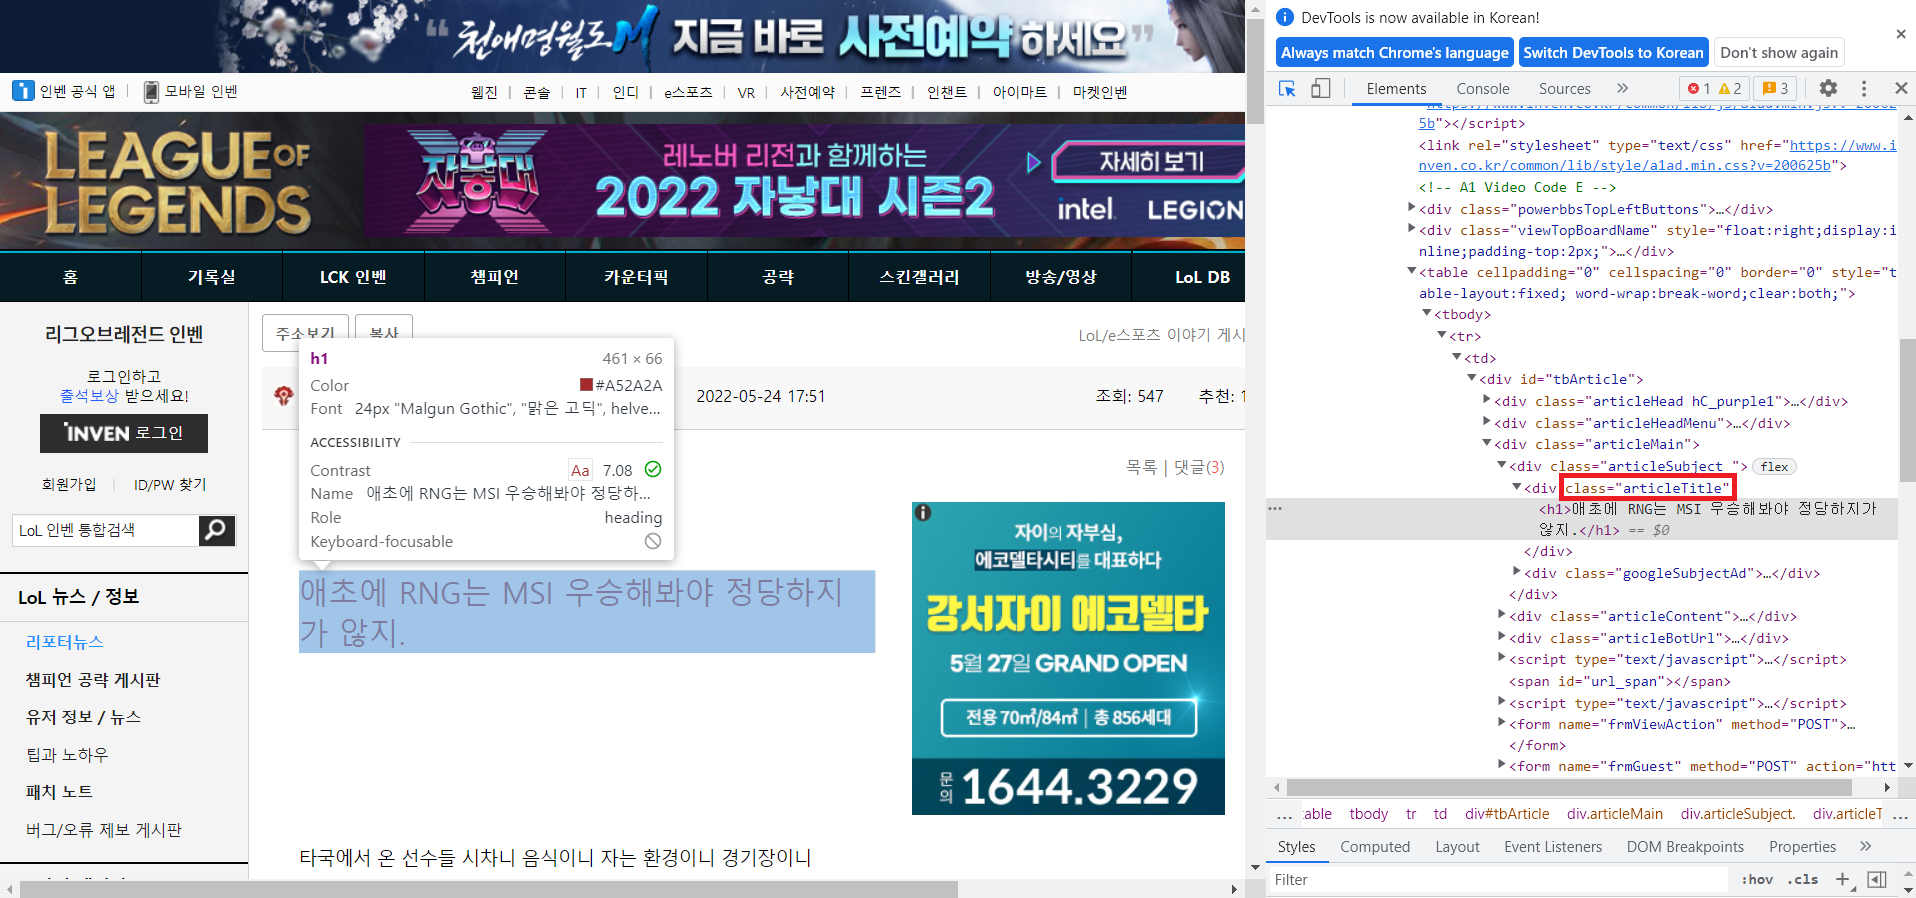 “천애명월도M 지금 바로 사전예약 하세요”
인벤 공식 앱 | 모바일 인벤
웹진 | 콘솔 | IT | 인디 | e스포츠 | VR | 사전예약 | 프렌즈 | 인챈트 | 아이마트 | 마켓인벤
LEAGUE OF
LEGENDS
자낳대
레노버 리전과 함께하는
2022 자낳대 시즌2
자세히 보기
intel. LEGION
홈 기록실 LCK 인벤 챔피언 카운터픽 공략 스킨갤러리 방송/영상 LoL DB
리그오브레전드 인벤
로그인하고
출석보상 받으세요!
INVEN 로그인
회원가입 | ID/PW 찾기
LoL 인벤 통합검색
LoL 뉴스 / 정보
리포터뉴스
챔피언 공략 게시판
유저 정보 / 뉴스
팁과 노하우
패치 노트
버그/오류 제보 게시판
주소보기 복사
LoL/e스포츠 이야기 게시
2022-05-24 17:51
조회: 547 추천: 1
h1 461 × 66
Color #A52A2A
Font 24px "Malgun Gothic", "맑은 고딕", helve...
ACCESSIBILITY
Contrast Aa 7.08
Name 애초에 RNG는 MSI 우승해봐야 정당하...
Role heading
Keyboard-focusable
목록 | 댓글(3)
애초에 RNG는 MSI 우승해봐야 정당하지
가 않지.
자이의 자부심,
에코델타시티를 대표하다
강서자이 에코델타
5월 27일 GRAND OPEN
전용 70㎡/84㎡ | 총 856세대
문의 1644.3229
타국에서 온 선수들 시차니 음식이니 자는 환경이니 경기장이니
DevTools is now available in Korean!
Always match Chrome's language Switch DevTools to Korean Don't show again
Elements Console Sources » 1 2 3
5b"></script>
<link rel="stylesheet" type="text/css" href="https://www.i
nven.co.kr/common/lib/style/a1ad.min.css?v=200625b">
<!-- A1 Video Code E -->
<div class="powerbbsTopLeftButtons">…</div>
<div class="viewTopBoardName" style="float:right;display:i
nline;padding-top:2px;">…</div>
<table cellpadding="0" cellspacing="0" border="0" style="t
able-layout:fixed; word-wrap:break-word;clear:both;">
<tbody>
<tr>
<td>
<div id="tbArticle">
<div class="articleHead hC_purple1">…</div>
<div class="articleHeadMenu">…</div>
<div class="articleMain">
<div class="articleSubject "> flex
<div class="articleTitle"
<h1>애초에 RNG는 MSI 우승해봐야 정당하지가
않지.</h1> == $0
</div>
<div class="googleSubjectAd">…</div>
</div>
<div class="articleContent">…</div>
<div class="articleBotUrl">…</div>
<script type="text/javascript">…</script>
<span id="url_span"></span>
<script type="text/javascript">…</script>
<form name="frmViewAction" method="POST">…
</form>
<form name="frmGuest" method="POST" action="htt
... table tbody tr td div#tbArticle div.articleMain div.articleSubject. div.articleT ...
Styles Computed Layout Event Listeners DOM Breakpoints Properties »
Filter :hov .cls +